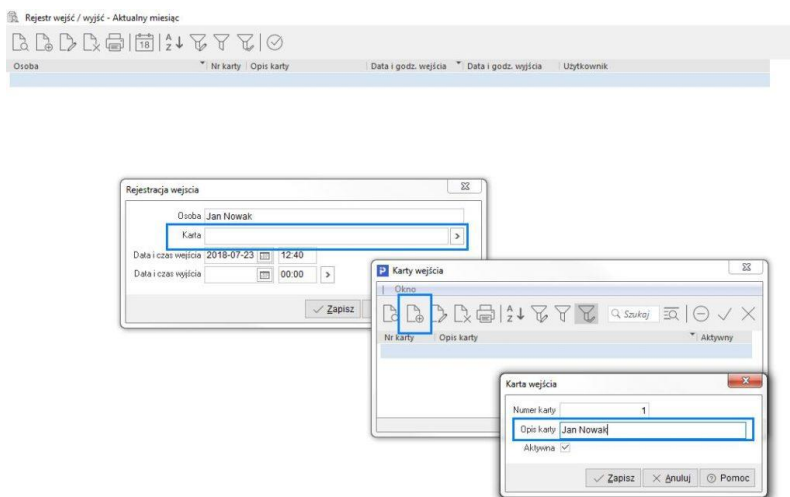 Rejestr wejść / wyjść - Aktualny miesiąc
18 A Z
Osoba Nr karty Opis karty Data i godz. wejścia Data i godz. wyjścia Użytkownik
Rejestracja wejscia
Osoba Jan Nowak
Karta
Data i czas wejścia 2018-07-23 12:40
Data i czas wyjścia 00:00
Zapisz
Karty wejścia
Okno
A Z Szukaj
Nr karty Opis karty Aktywny
Karta wejścia
Numer karty 1
Opis karty Jan Nowak
Aktywna
Zapisz Anuluj Pomoc